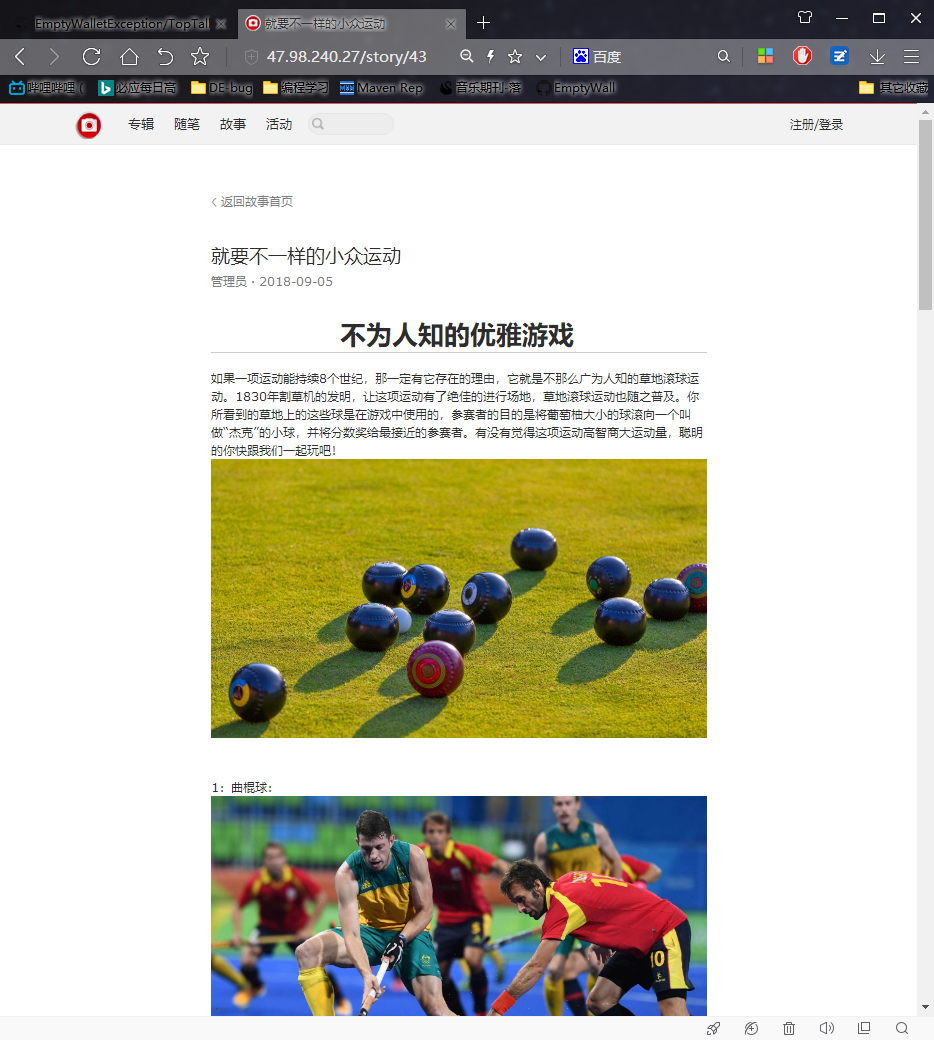 EmptyWalletException/TopTal
就要不一样的小众运动
47.98.240.27/story/43
百度
哔哩哔哩 (
必应每日高
DE-bug
编程学习
Maven Rep
音乐期刊-落
EmptyWall
其它收藏
专辑 随笔 故事 活动
注册/登录
返回故事首页
就要不一样的小众运动
管理员 · 2018-09-05
不为人知的优雅游戏
如果一项运动能持续8个世纪，那一定有它存在的理由，它就是不那么广为人知的草地滚球运
动。1830年割草机的发明，让这项运动有了绝佳的进行场地，草地滚球运动也随之普及。你
所看到的草地上的这些球是在游戏中使用的，参赛者的目的是将葡萄柚大小的球滚向一个叫
做“杰克”的小球，并将分数奖给最接近的参赛者。有没有觉得这项运动高智商大运动量，聪明
的你快跟我们一起玩吧！
1：曲棍球：
10